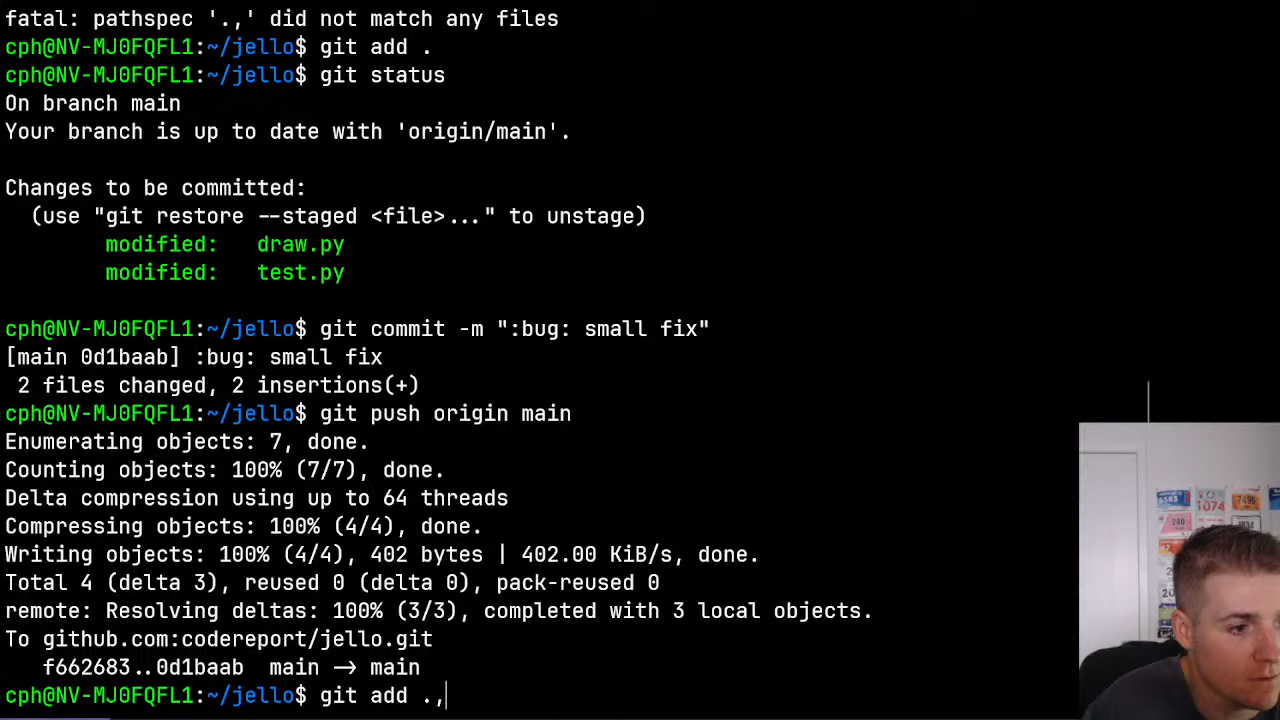 fatal: pathspec '.,' did not match any files
cph@NV-MJ0FQFL1:~/jello$ git add .
cph@NV-MJ0FQFL1:~/jello$ git status
On branch main
Your branch is up to date with 'origin/main'.
Changes to be committed:
  (use "git restore --staged <file>..." to unstage)
        modified:   draw.py
        modified:   test.py
cph@NV-MJ0FQFL1:~/jello$ git commit -m ":bug: small fix"
[main 0d1baab] :bug: small fix
 2 files changed, 2 insertions(+)
cph@NV-MJ0FQFL1:~/jello$ git push origin main
Enumerating objects: 7, done.
Counting objects: 100% (7/7), done.
Delta compression using up to 64 threads
Compressing objects: 100% (4/4), done.
Writing objects: 100% (4/4), 402 bytes | 402.00 KiB/s, done.
Total 4 (delta 3), reused 0 (delta 0), pack-reused 0
remote: Resolving deltas: 100% (3/3), completed with 3 local objects.
To github.com:codereport/jello.git
   f662683..0d1baab  main -> main
cph@NV-MJ0FQFL1:~/jello$ git add .,